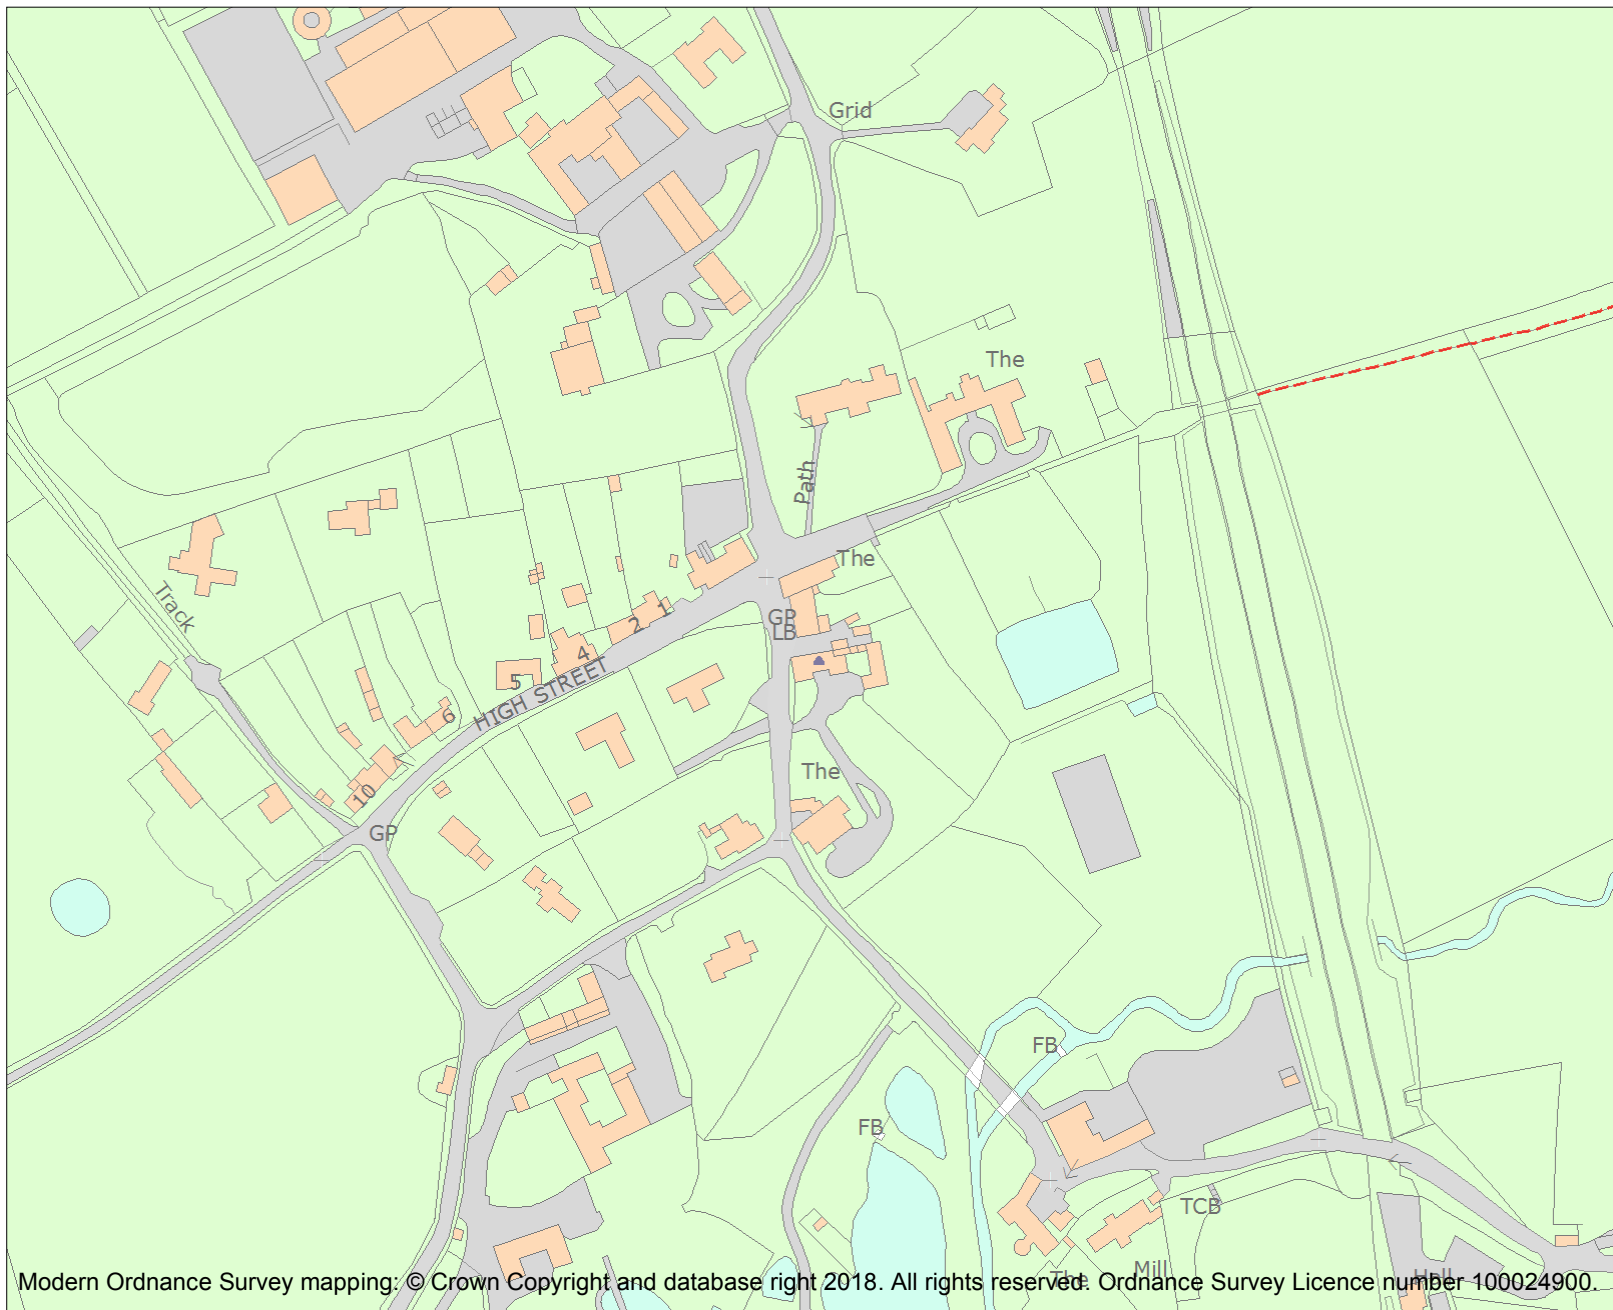 Grid
The
Path
The
Track
GP
LB
1
2
4
5
HIGH STREET
6
The
10
GP
FB
FB
TCB
The
Mill
Hall
Modern Ordnance Survey mapping: © Crown Copyright and database right 2018. All rights reserved. Ordnance Survey Licence number 100024900.